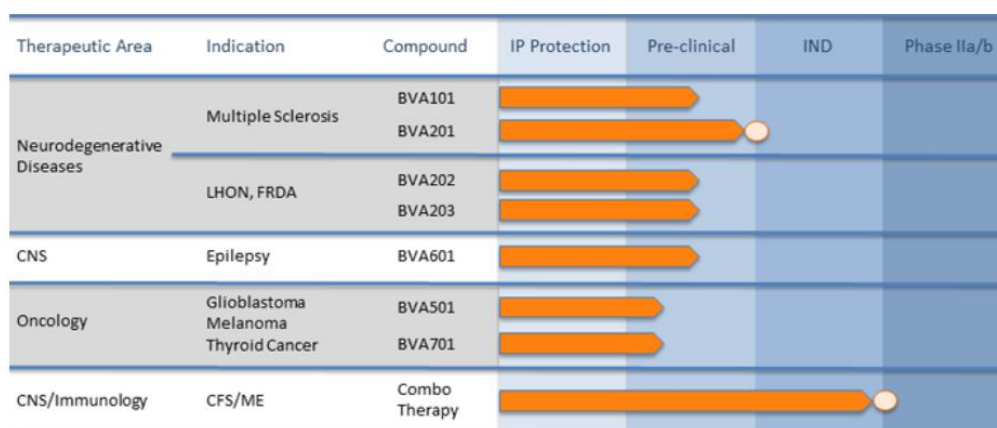 Therapeutic Area Indication Compound IP Protection Pre-clinical IND Phase IIa/b
Neurodegenerative
Diseases
Multiple Sclerosis
BVA101
BVA201
LHON, FRDA
BVA202
BVA203
CNS Epilepsy BVA601
Oncology
Glioblastoma
Melanoma
Thyroid Cancer
BVA501
BVA701
CNS/Immunology CFS/ME
Combo
Therapy